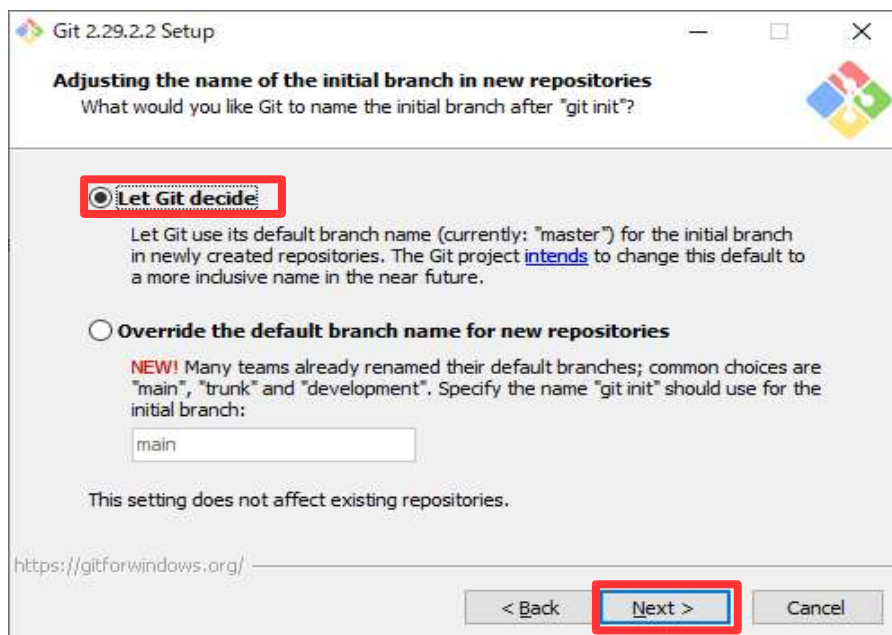 Git 2.29.2.2 Setup
Adjusting the name of the initial branch in new repositories
What would you like Git to name the initial branch after "git init"?
Let Git decide
Let Git use its default branch name (currently: "master") for the initial branch
in newly created repositories. The Git project intends to change this default to
a more inclusive name in the near future.
Override the default branch name for new repositories
NEW! Many teams already renamed their default branches; common choices are
"main", "trunk" and "development". Specify the name "git init" should use for the
initial branch:
main
This setting does not affect existing repositories.
https://gitforwindows.org/
< Back Next > Cancel